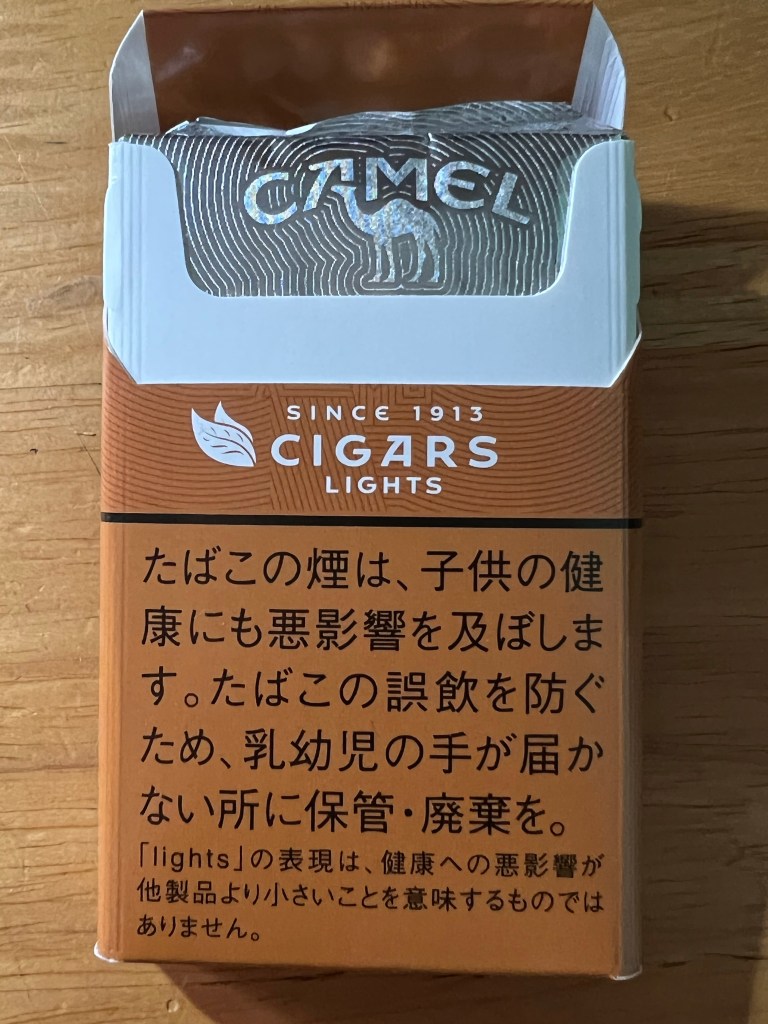 CAMEL
SINCE 1913
CIGARS
LIGHTS
たばこの煙は、子供の健
康にも悪影響を及ぼしま
す。たばこの誤飲を防ぐ
ため、乳幼児の手が届か
ない所に保管・廃棄を。
「lights」の表現は、健康への悪影響が
他製品より小さいことを意味するものでは
ありません。